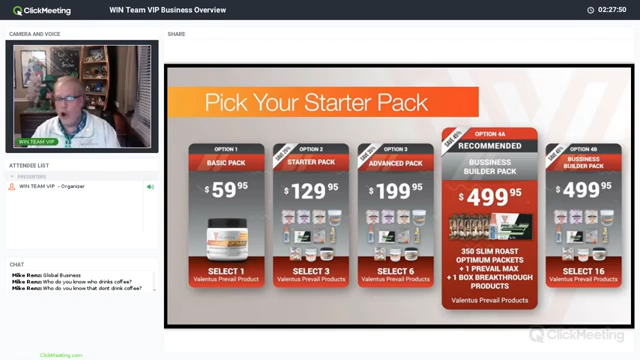 ClickMeeting
WIN Team VIP Business Overview
02:27:50
CAMERA AND VOICE
WIN TEAM VIP
ATTENDEE LIST
PRESENTERS
WIN TEAM VIP - Organizer
CHAT
Mike Renz: Global Business
Mike Renz: Who do you know who drinks coffee?
Mike Renz: Who do you know that dont drink coffee?
ClickMeeting.com
SHARE
Pick Your Starter Pack
OPTION 1
BASIC PACK
$59.95
SELECT 1
Valentus Prevail Product
SAVE 25%
OPTION 2
STARTER PACK
$129.95
SELECT 3
Valentus Prevail Products
OPTION 3
ADVANCED PACK
$199.95
SELECT 6
Valentus Prevail Products
SAVE 45%
OPTION 4A
RECOMMENDED
BUSSINESS
BUILDER PACK
$499.95
350 SLIM ROAST
OPTIMUM PACKETS
+ 1 PREVAIL MAX
+ 1 BOX BREAKTHROUGH
PRODUCTS
Valentus Prevail Products
SAVE 45%
OPTION 4B
BUSSINESS
BUILDER PACK
$499.95
SELECT 16
Valentus Prevail Products
ClickMeeting